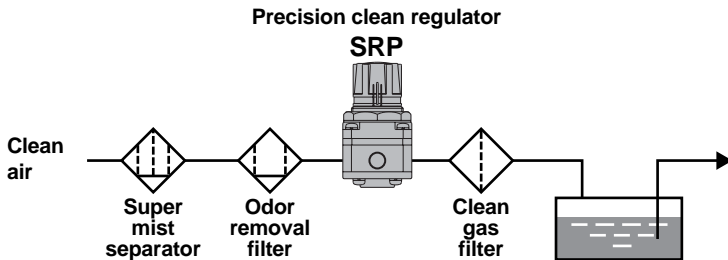 Precision clean regulator
SRP
Clean
air
Super
mist
separator
Odor
removal
filter
Clean
gas
filter